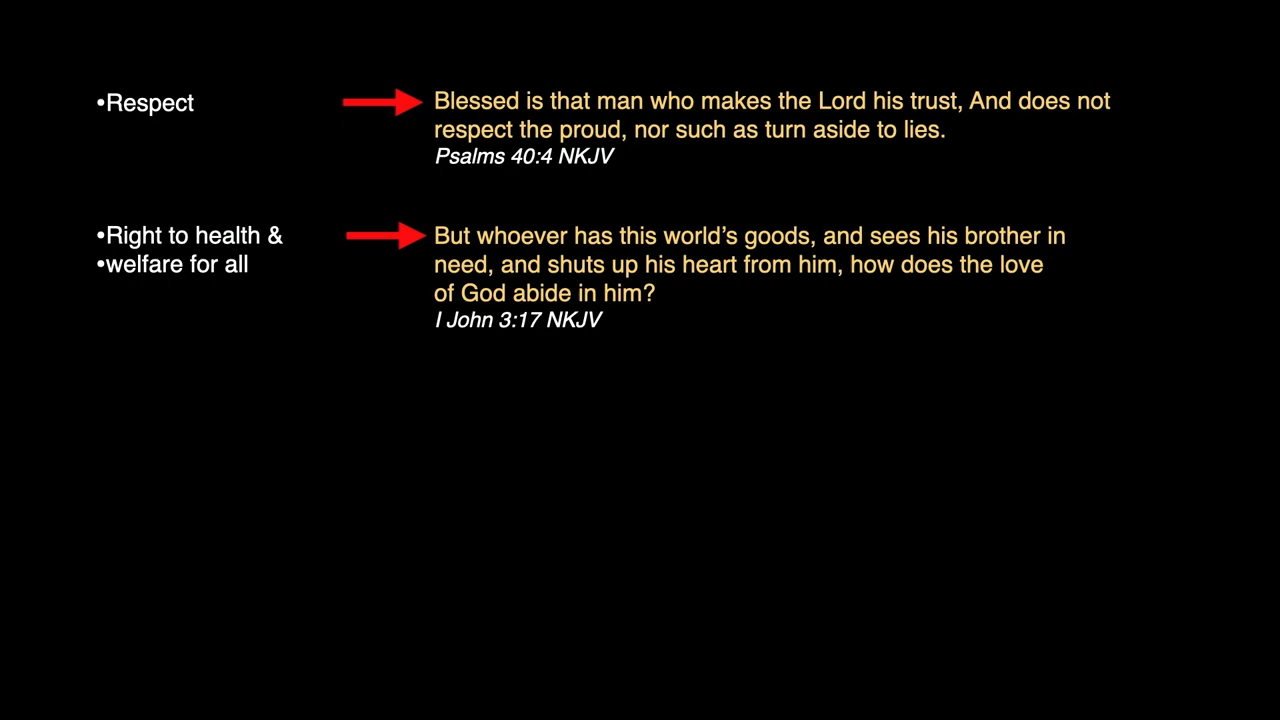 •Respect
Blessed is that man who makes the Lord his trust, And does not
respect the proud, nor such as turn aside to lies.
Psalms 40:4 NKJV
•Right to health &
•welfare for all
But whoever has this world’s goods, and sees his brother in
need, and shuts up his heart from him, how does the love
of God abide in him?
I John 3:17 NKJV